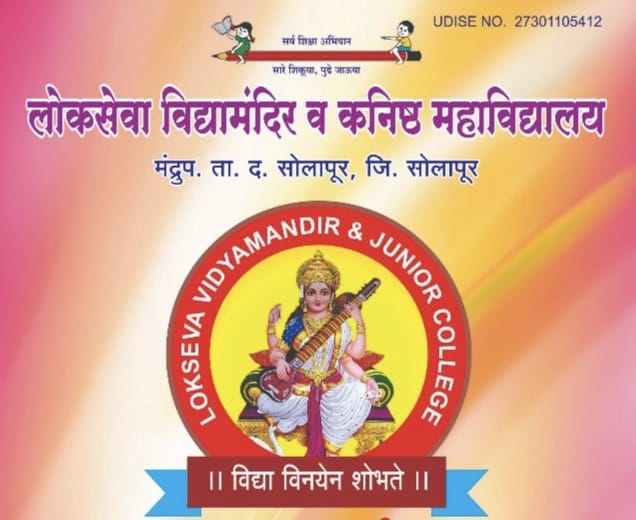 UDISE NO. 27301105412
सर्व शिक्षा अभियान
सारे शिकूया, पुढे जाऊया
लोकसेवा विद्यामंदिर व कनिष्ठ महाविद्यालय
मंद्रुप. ता. द. सोलापूर, जि. सोलापूर
LOKSEVA VIDYAMANDIR & JUNIOR COLLEGE
।। विद्या विनयेन शोभते ।।